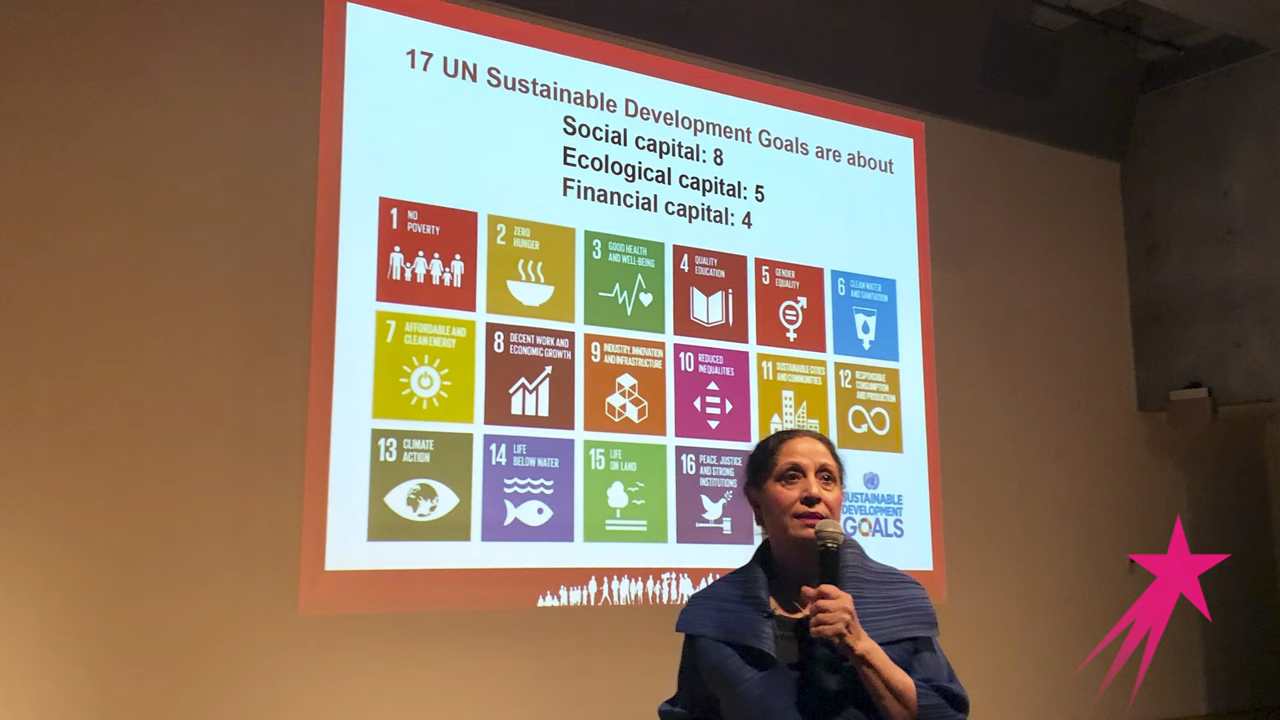 17 UN Sustainable Development Goals are about
Social capital: 8
Ecological capital: 5
Financial capital: 4
1 NO
POVERTY
2 ZERO
HUNGER
3 GOOD HEALTH
AND WELL-BEING
4 QUALITY
EDUCATION
5 GENDER
EQUALITY
6 CLEAN WATER
AND SANITATION
7 AFFORDABLE AND
CLEAN ENERGY
8 DECENT WORK AND
ECONOMIC GROWTH
9 INDUSTRY, INNOVATION
AND INFRASTRUCTURE
10 REDUCED
INEQUALITIES
11 SUSTAINABLE CITIES
AND COMMUNITIES
12 RESPONSIBLE
CONSUMPTION
AND PRODUCTION
13 CLIMATE
ACTION
14 LIFE
BELOW WATER
15 LIFE
ON LAND
16 PEACE, JUSTICE
AND STRONG
INSTITUTIONS
SUSTAINABLE
DEVELOPMENT
GOALS